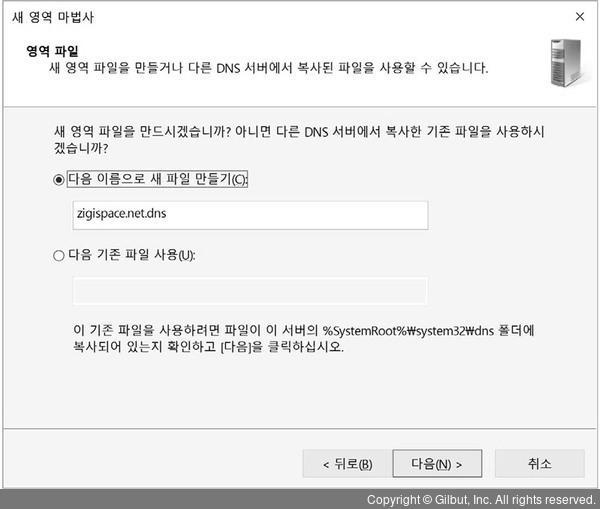 새 영역 마법사
영역 파일
새 영역 파일을 만들거나 다른 DNS 서버에서 복사된 파일을 사용할 수 있습니다.
새 영역 파일을 만드시겠습니까? 아니면 다른 DNS 서버에서 복사한 기존 파일을 사용하시
겠습니까?
다음 이름으로 새 파일 만들기(C):
zigispace.net.dns
다음 기존 파일 사용(U):
이 기존 파일을 사용하려면 파일이 이 서버의 %SystemRoot%₩system32₩dns 폴더에
복사되어 있는지 확인하고 [다음]을 클릭하십시오.
< 뒤로(B)
다음(N) >
취소
Copyright © Gilbut, Inc. All rights reserved.